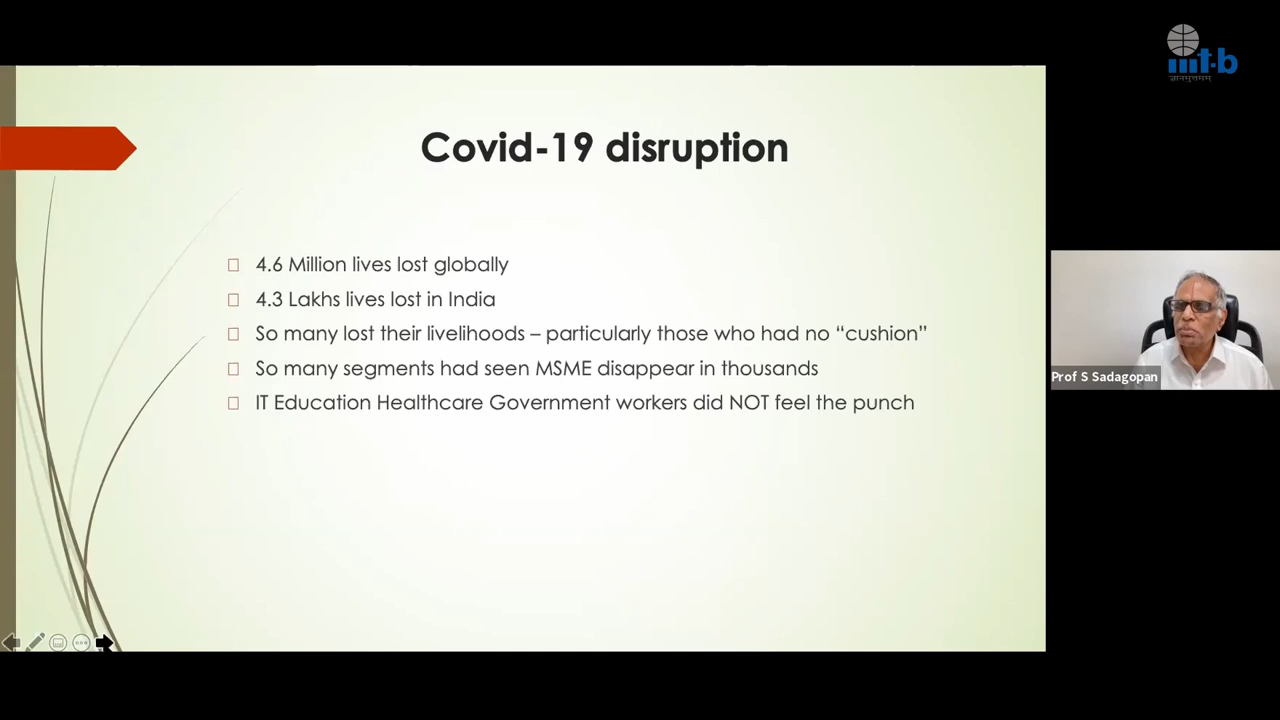 iiit-b
ज्ञानमुत्तमम्
Covid-19 disruption
4.6 Million lives lost globally
4.3 Lakhs lives lost in India
So many lost their livelihoods – particularly those who had no “cushion”
So many segments had seen MSME disappear in thousands
IT Education Healthcare Government workers did NOT feel the punch
Prof S Sadagopan